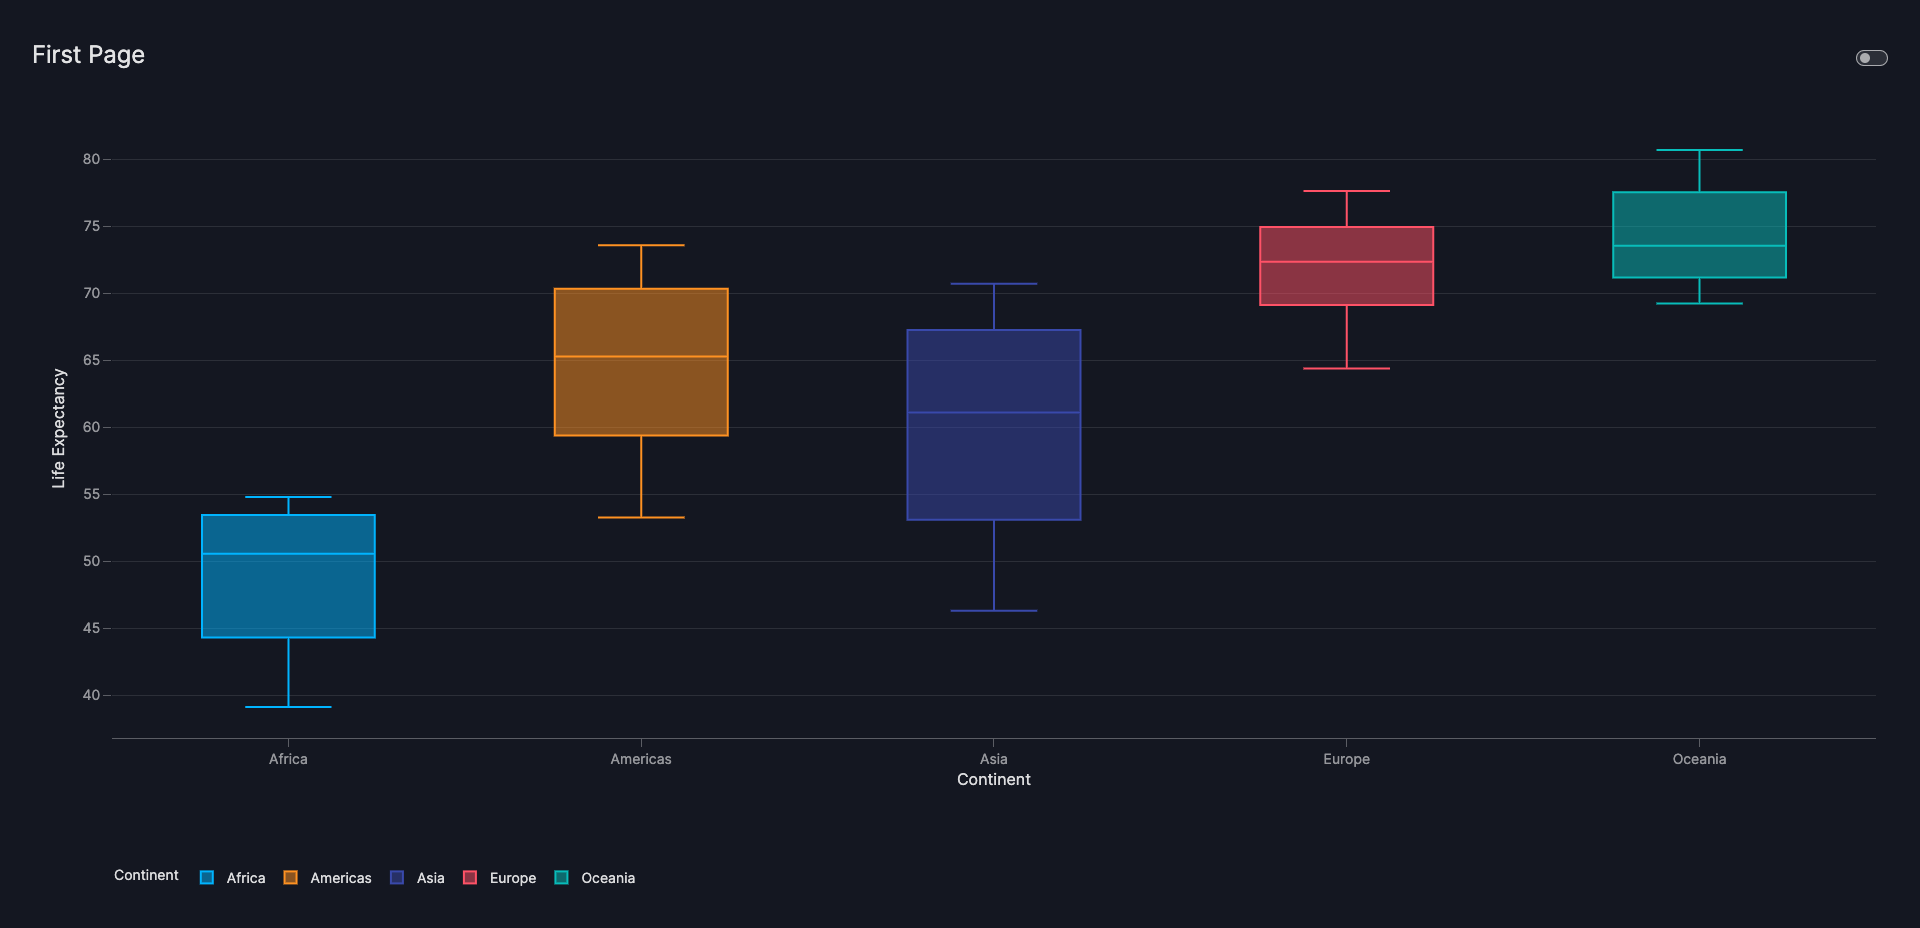 First Page
80
75
70
65
60
55
50
45
40
Life Expectancy
Africa Americas Asia Europe Oceania
Continent
Continent Africa Americas Asia Europe Oceania